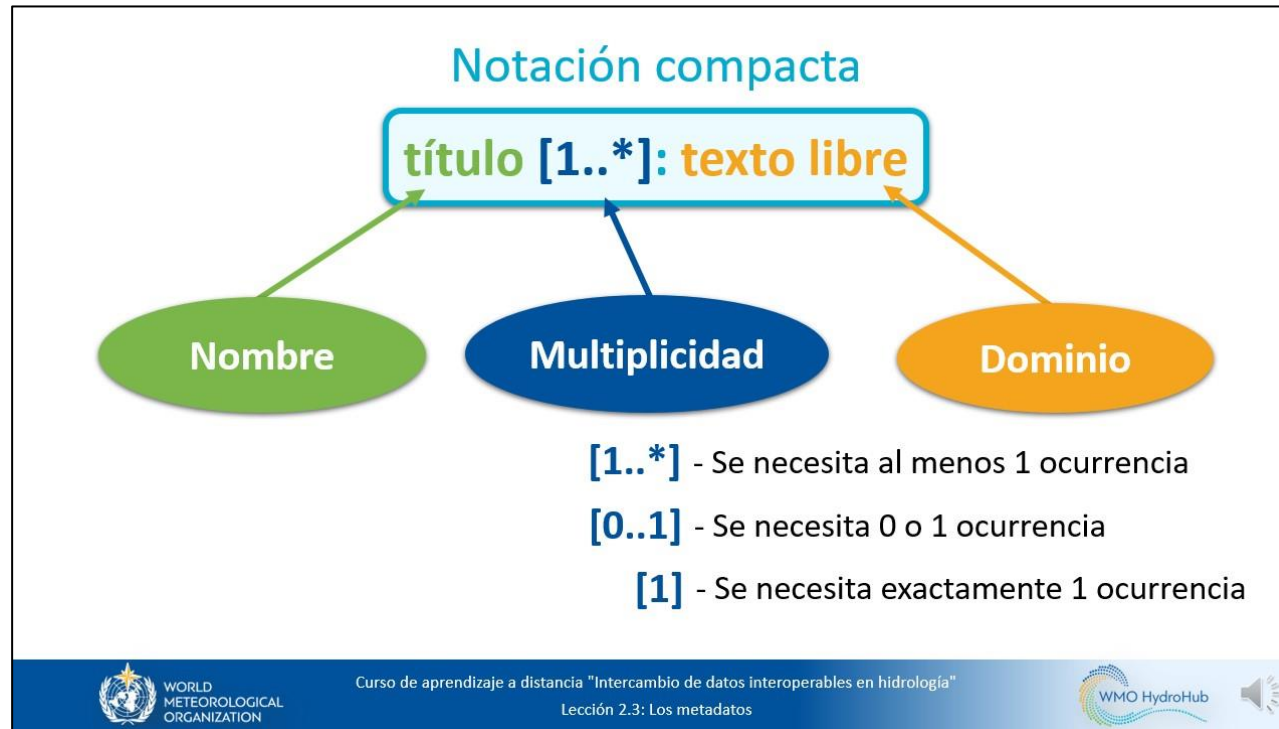 Notación compacta
título [1..*]: texto libre
Nombre
Multiplicidad
Dominio
[1..*] - Se necesita al menos 1 ocurrencia
[0..1] - Se necesita 0 o 1 ocurrencia
[1] - Se necesita exactamente 1 ocurrencia
WORLD
METEOROLOGICAL
ORGANIZATION
Curso de aprendizaje a distancia "Intercambio de datos interoperables en hidrología"
Lección 2.3: Los metadatos
WMO HydroHub